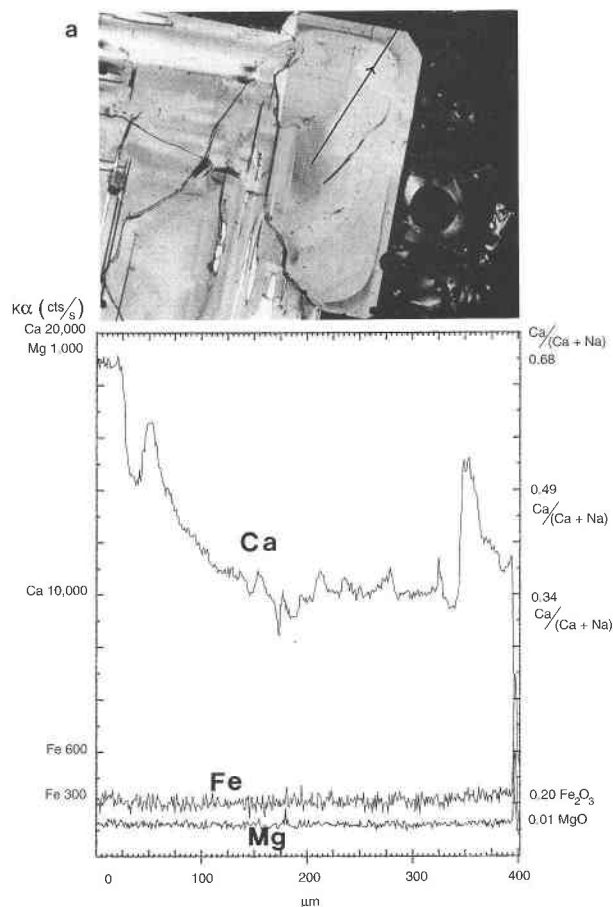 a
Kα (cts/s)
Ca 20,000
Mg 1,000
Ca/(Ca + Na)
0.68
0.49
Ca/(Ca + Na)
Ca
Ca 10,000
0.34
Ca/(Ca + Na)
Fe 600
Fe
Fe 300
0.20 Fe₂O₃
0.01 MgO
Mg
0 100 200 300 400
μm